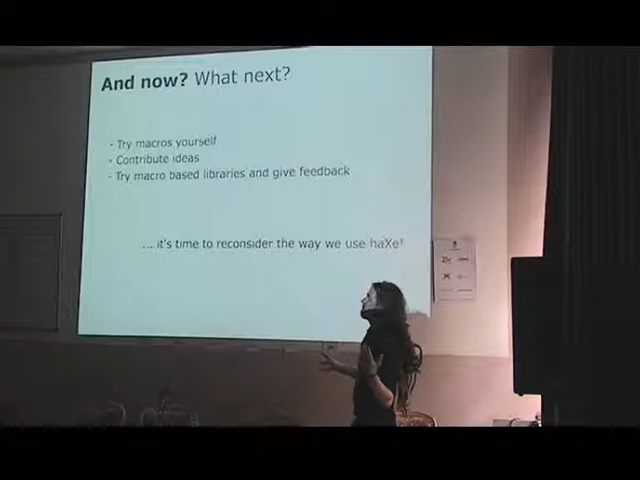 And now? What next?
- Try macros yourself
- Contribute ideas
- Try macro based libraries and give feedback
... it's time to reconsider the way we use haXe!